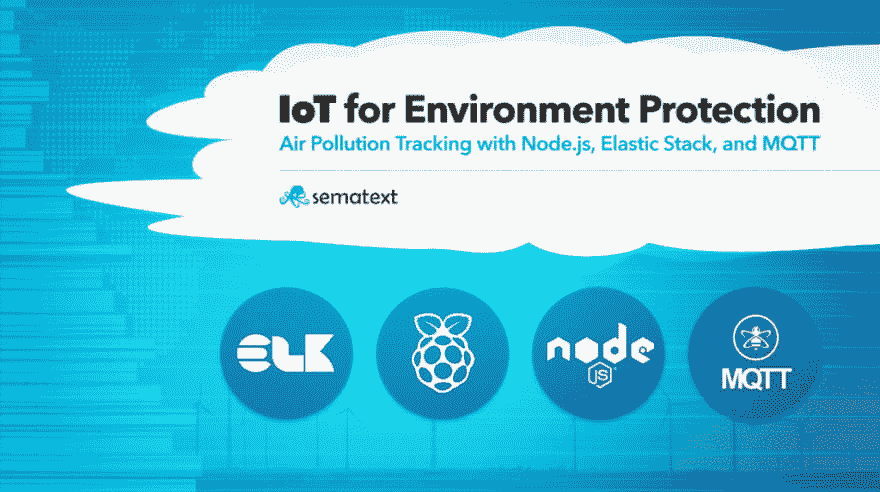 IoT for Environment Protection
Air Pollution Tracking with Node.js, Elastic Stack, and MQTT
sematext
ELK
node
JS
MQTT